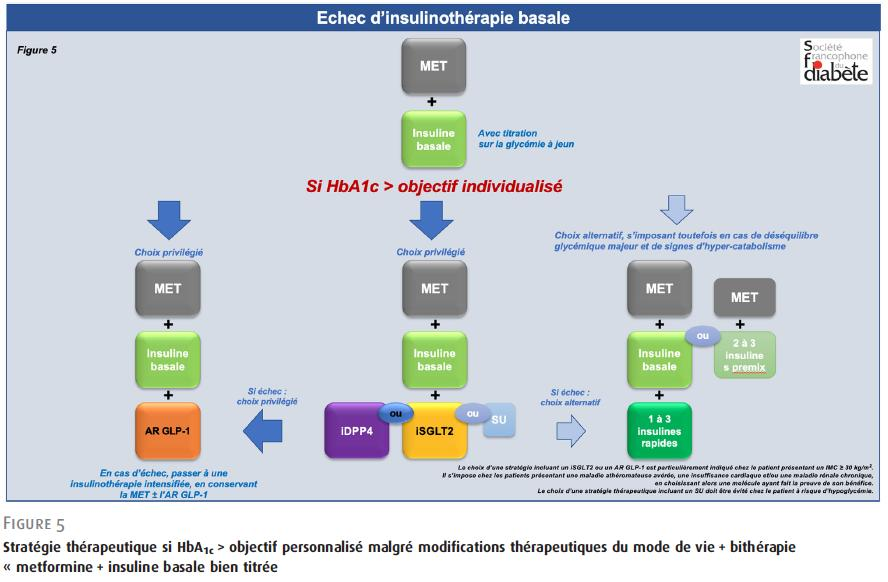 Echec d'insulinothérapie basale
Figure 5
Société
francophone
du
diabète
MET
+
Insuline
basale
Avec titration
sur la glycémie à jeun
Si HbA1c > objectif individualisé
Choix privilégié
Choix privilégié
Choix alternatif, s'imposant toutefois en cas de déséquilibre
glycémique majeur et de signes d'hyper-catabolisme
MET
+
Insuline
basale
+
AR GLP-1
En cas d'échec, passer à une
insulinothérapie intensifiée, en conservant
la MET ± l'AR GLP-1
Si échec :
choix privilégié
MET
+
Insuline
basale
+
iDPP4
ou
iSGLT2
ou
SU
Si échec :
choix alternatif
MET
+
Insuline
basale
+
1 à 3
insulines
rapides
ou
MET
+
2 à 3
insuline
s premix
Le choix d'une stratégie incluant un iSGLT2 ou un AR GLP-1 est particulièrement indiqué chez le patient présentant un IMC ≥ 30 kg/m².
Il s'impose chez les patients présentant une maladie athéromateuse avérée, une insuffisance cardiaque et/ou une maladie rénale chronique,
en choisissant alors une molécule ayant fait la preuve de son bénéfice.
Le choix d'une stratégie thérapeutique incluant un SU doit être évité chez le patient à risque d'hypoglycémie.
FIGURE 5
Stratégie thérapeutique si HbA1c > objectif personnalisé malgré modifications thérapeutiques du mode de vie + bithérapie
« metformine + insuline basale bien titrée